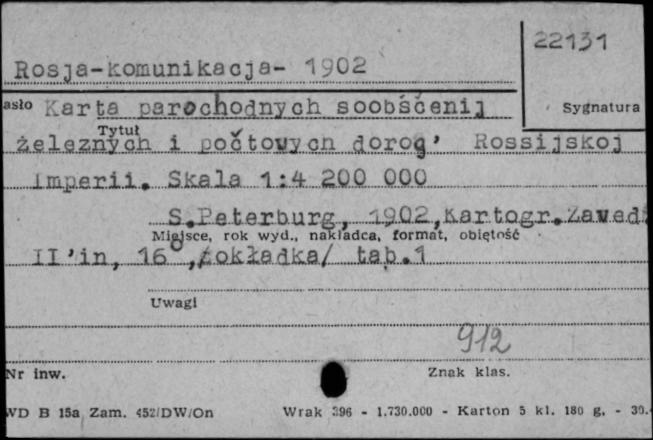 22131
Rosja-komunikacja- 1902
asło Karta parochodnych soobščenij
Sygnatura
Tytuł
železnych i počtovych dorog' Rossijskoj
Imperii. Skala 1:4 200 000
S.Peterburg, 1902, Kartogr.Zaved.
Miejsce, rok wyd., nakładca, format, objętość
II'in, 16°, /okładka/ tab.1
Uwagi
912
Nr inw.
Znak klas.
WD B 15a Zam. 452/DW/On Wrak 396 - 1.730.000 - Karton 5 kl. 180 g. - 30.